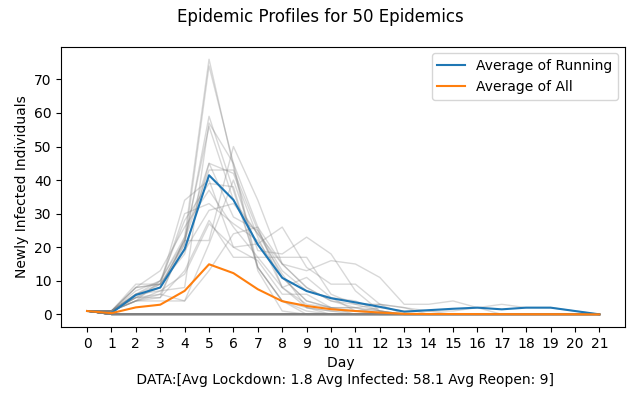 Epidemic Profiles for 50 Epidemics
Average of Running
Average of All
Newly Infected Individuals
70
60
50
40
30
20
10
0
0 1 2 3 4 5 6 7 8 9 10 11 12 13 14 15 16 17 18 19 20 21
Day
DATA:[Avg Lockdown: 1.8 Avg Infected: 58.1 Avg Reopen: 9]